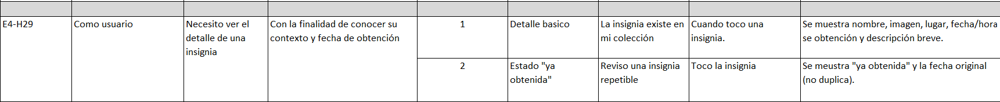 E4-H29
Como usuario
Necesito ver el
detalle de una
insignia
Con la finalidad de conocer su
contexto y fecha de obtención
1
Detalle basico
La insignia existe en
mi colección
Cuando toco una
insignia.
Se muestra nombre, imagen, lugar, fecha/hora
se obtención y descripción breve.
2
Estado "ya
obtenida"
Reviso una insignia
repetible
Toco la insignia
Se meustra "ya obtenida" y la fecha original
(no duplica).